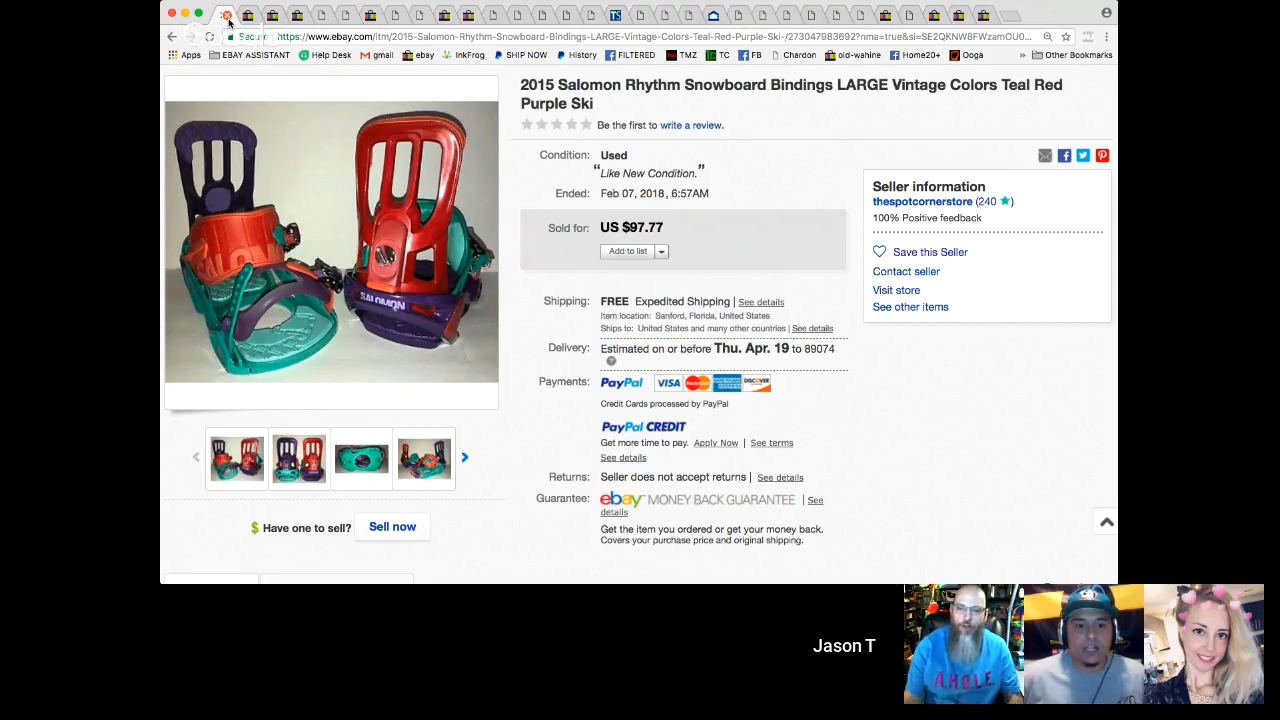 TS
Secure
https://www.ebay.com/itm/2015-Salomon-Rhythm-Snowboard-Bindings-LARGE-Vintage-Colors-Teal-Red-Purple-Ski-/273047983692?nma=true&si=SE2QKNW8FWzamOU0...
Apps EBAY ASSISTANT Help Desk gmail ebay InkFrog SHIP NOW History FILTERED TMZ TC FB Chardon old-wahine Home20+ Ooga » Other Bookmarks
2015 Salomon Rhythm Snowboard Bindings LARGE Vintage Colors Teal Red
Purple Ski
Be the first to write a review.
Condition: Used
“Like New Condition.”
Ended: Feb 07, 2018 , 6:57AM
Sold for: US $97.77
Add to list
Shipping: FREE Expedited Shipping | See details
Item location: Sanford, Florida, United States
Ships to: United States and many other countries | See details
Delivery: Estimated on or before Thu. Apr. 19 to 89074
Payments: PayPal VISA MasterCard AMERICAN EXPRESS DISCOVER
Credit Cards processed by PayPal
PayPal CREDIT
Get more time to pay. Apply Now | See terms
See details
Returns: Seller does not accept returns | See details
Guarantee: ebay MONEY BACK GUARANTEE | See
details
Get the item you ordered or get your money back.
Covers your purchase price and original shipping.
Seller information
thespotcornerstore (240 )
100% Positive feedback
Save this Seller
Contact seller
Visit store
See other items
SALOMON
$ Have one to sell? Sell now
Jason T
A.HOLE